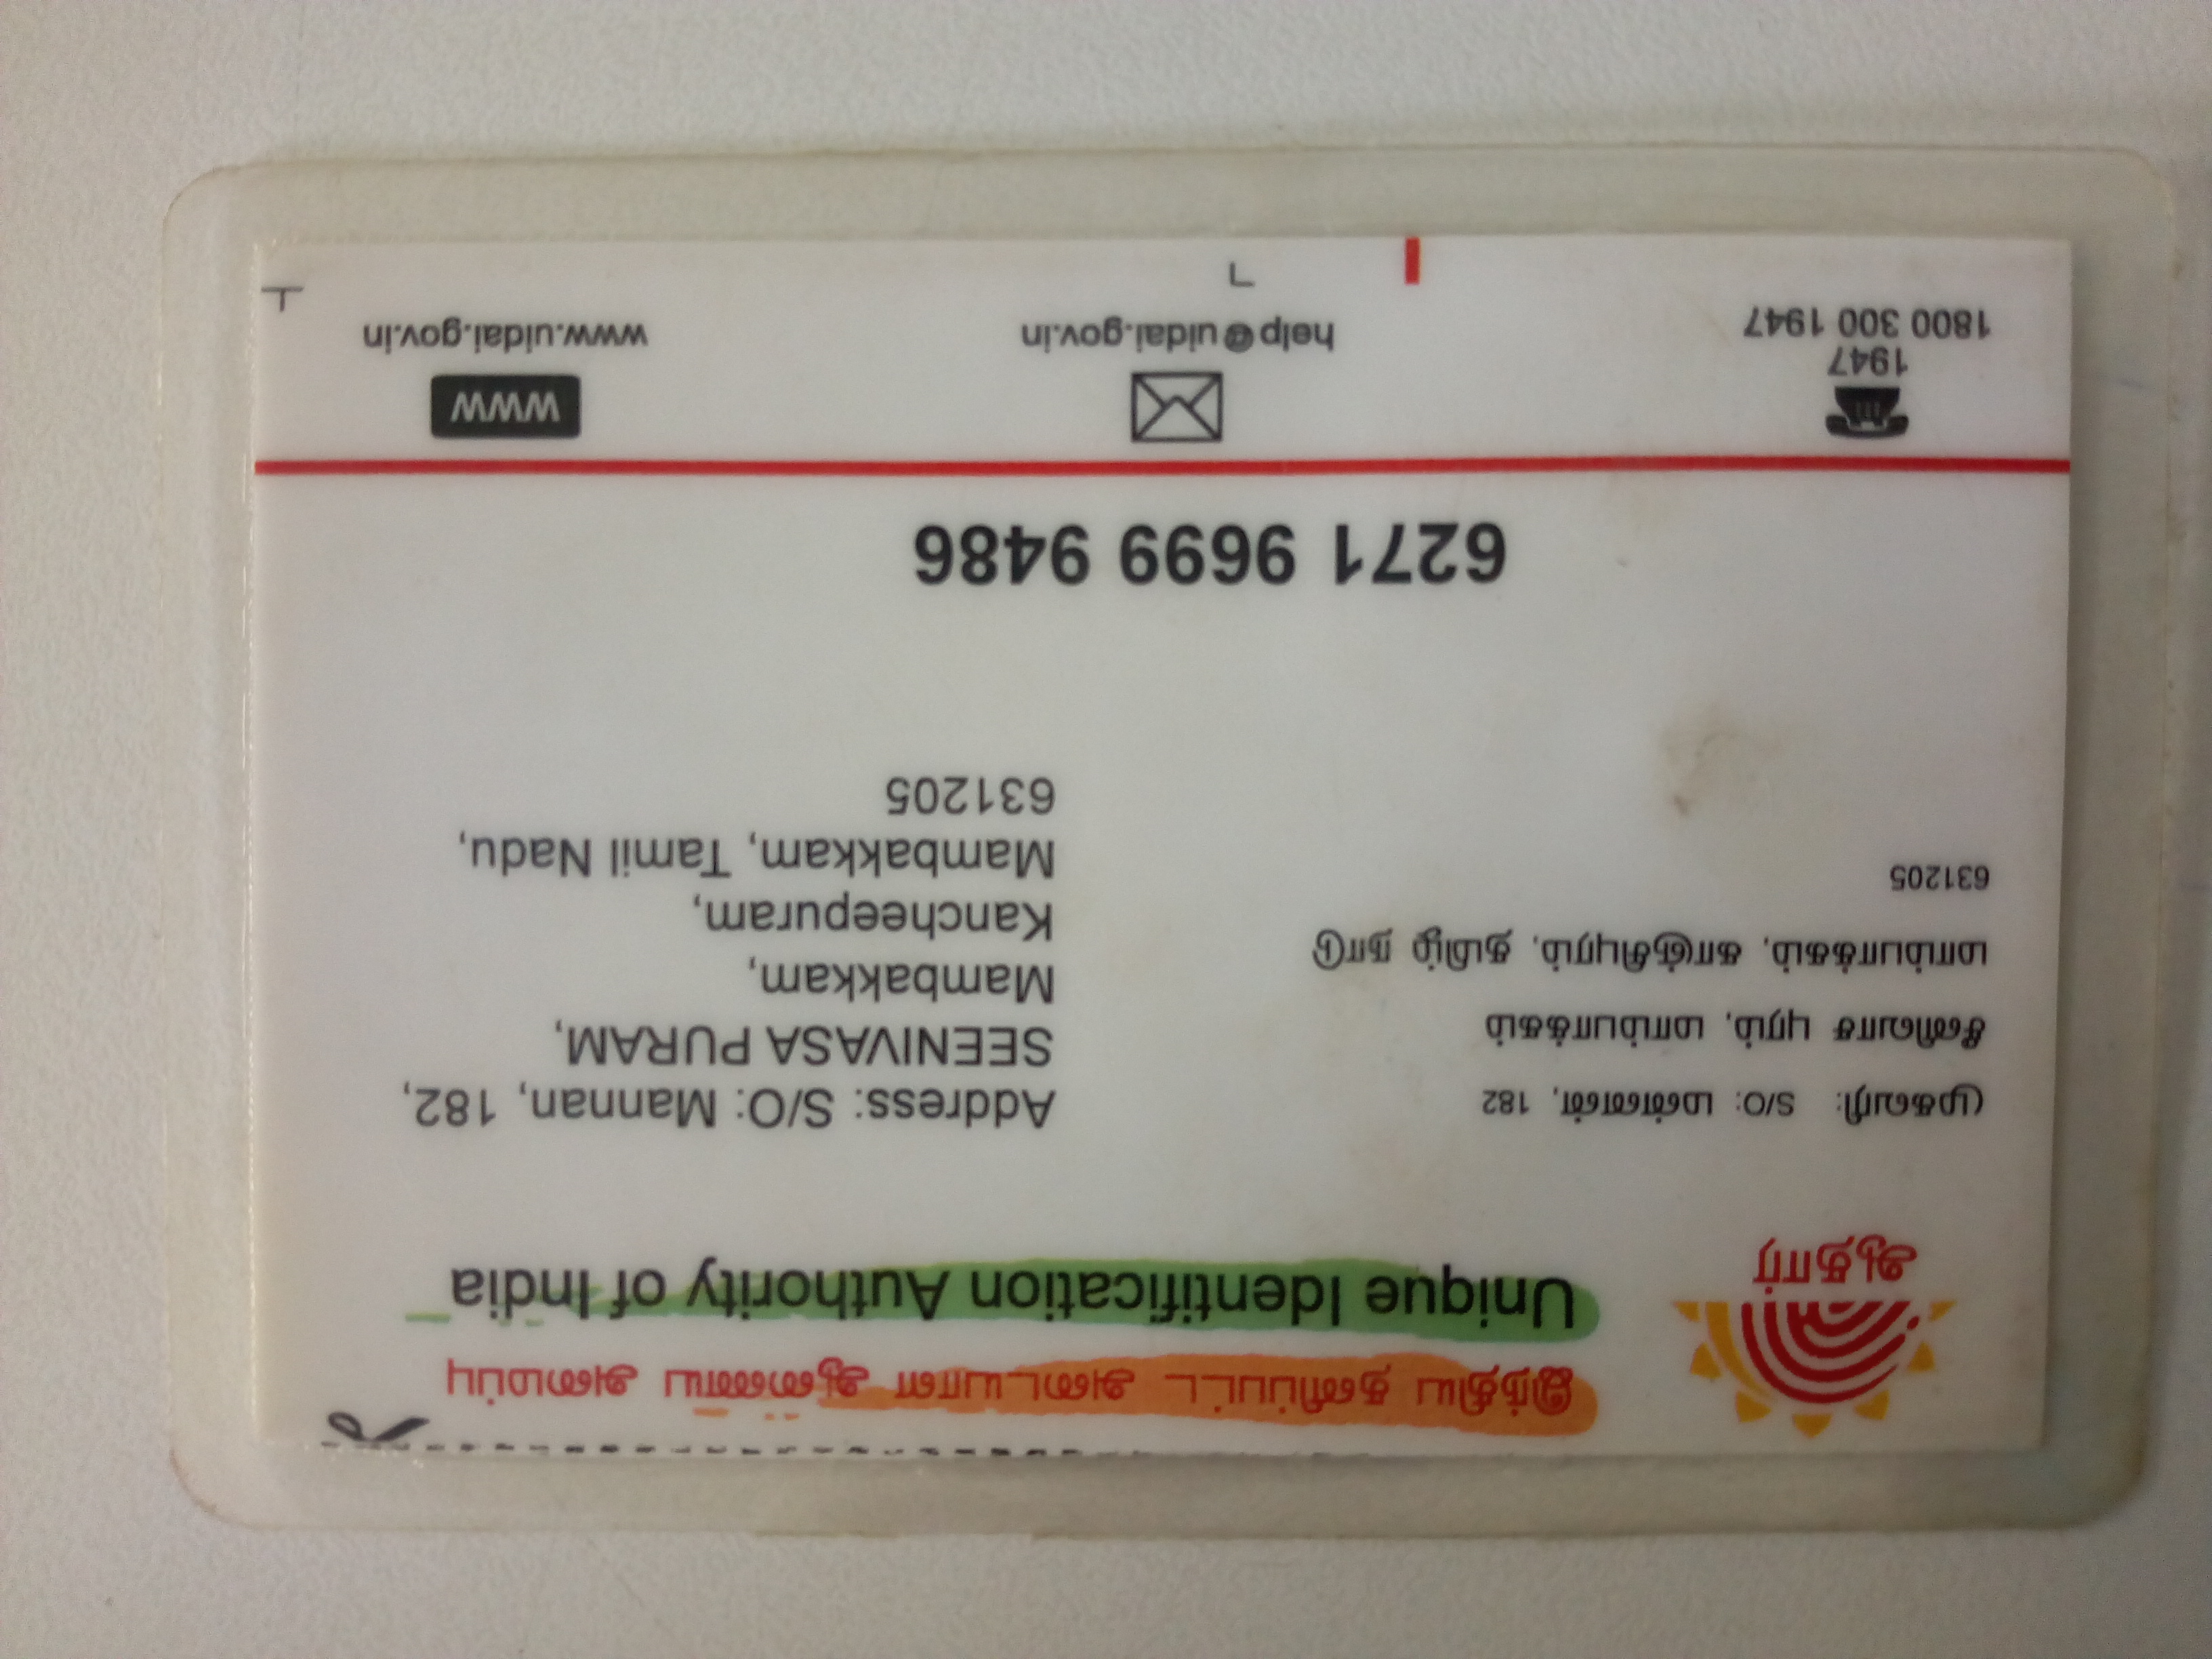 இந்திய தனிப்பட்ட அடையாள ஆணைய அமைப்பு
Unique Identification Authority of India
ஆதார்
முகவரி: S/O: மன்னன், 182
சீனிவாச புரம், மாம்பாக்கம்
மாம்பாக்கம், காஞ்சிபுரம், தமிழ் நாடு
631205
Address: S/O: Mannan, 182,
SEENIVASA PURAM,
Mambakkam,
Kancheepuram,
Mambakkam, Tamil Nadu,
631205
6271 9699 9486
1947
1800 300 1947
help@uidai.gov.in
WWW
www.uidai.gov.in